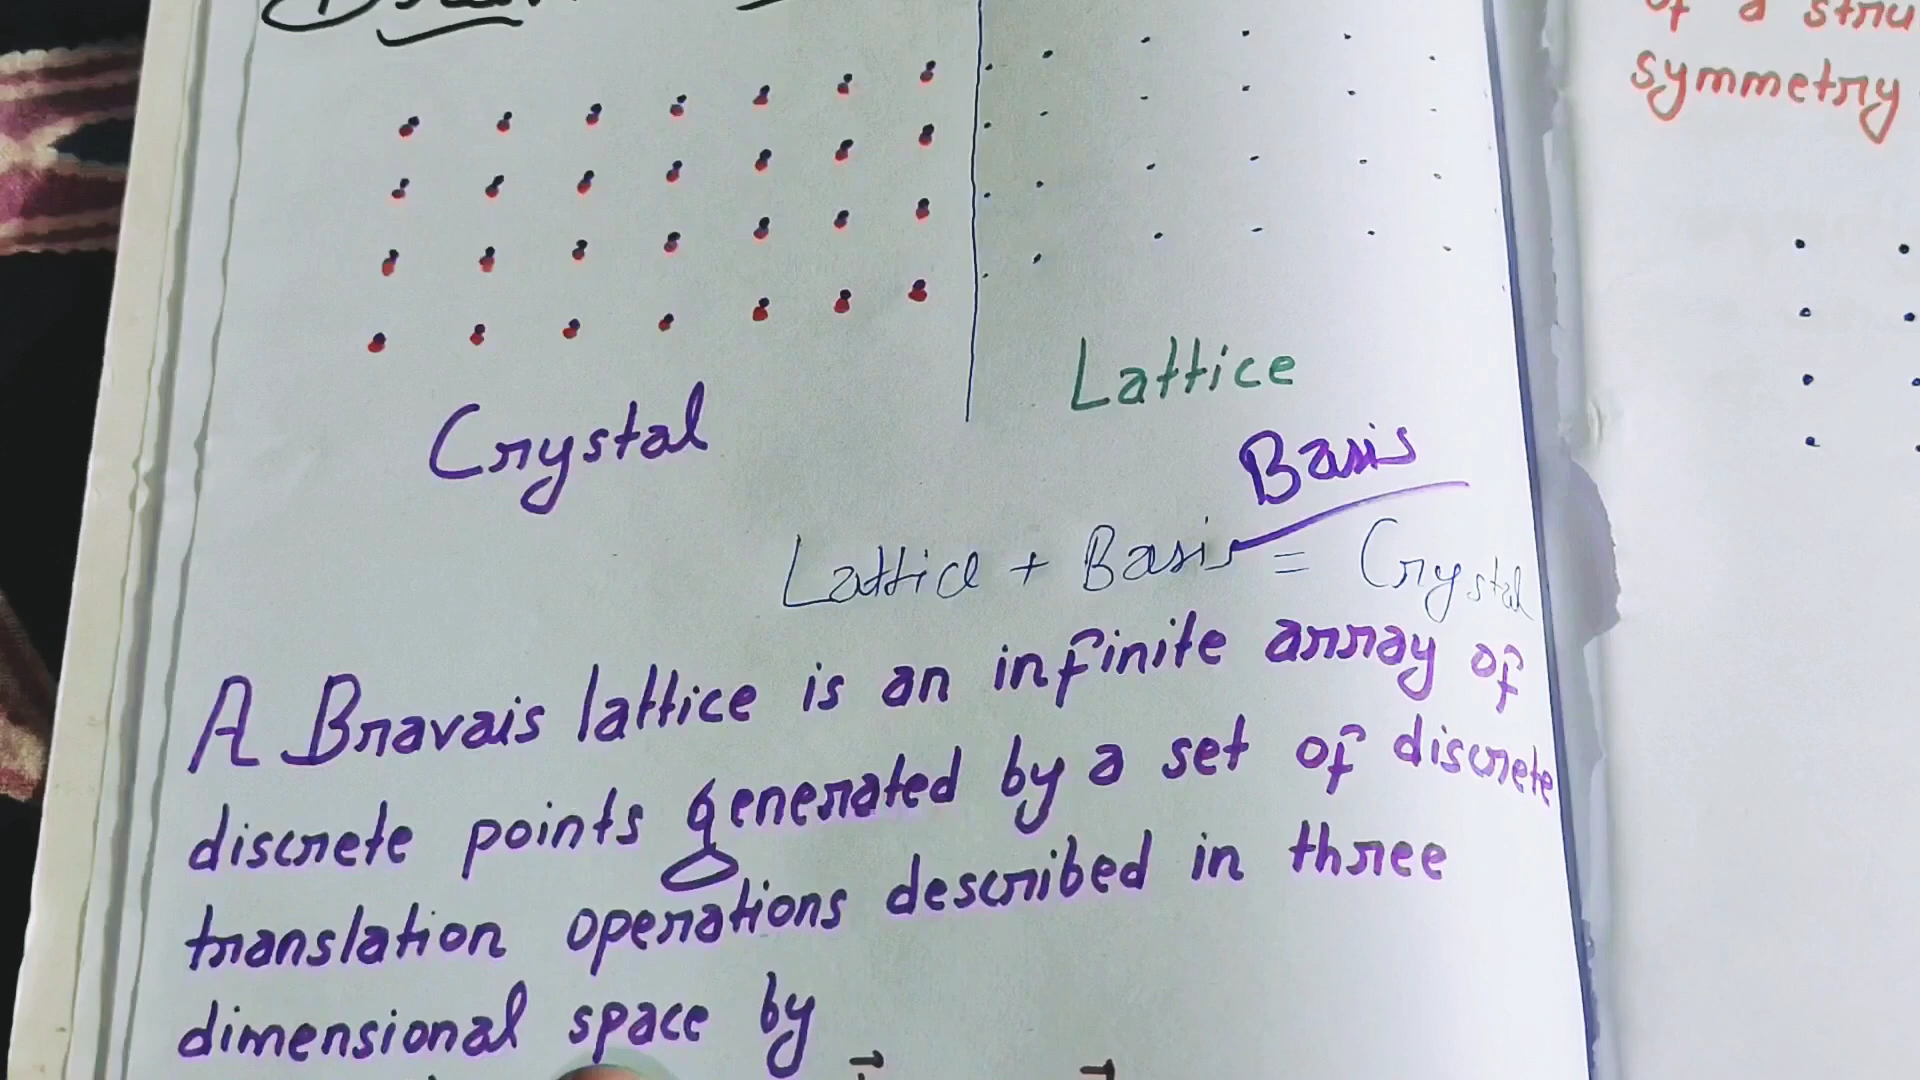 Crystal
Lattice
Basis
Lattice + Basis = Crystal
A Bravais lattice is an infinite array of
discrete points generated by a set of discrete
translation operations described in three
dimensional space by
of a
symmetry